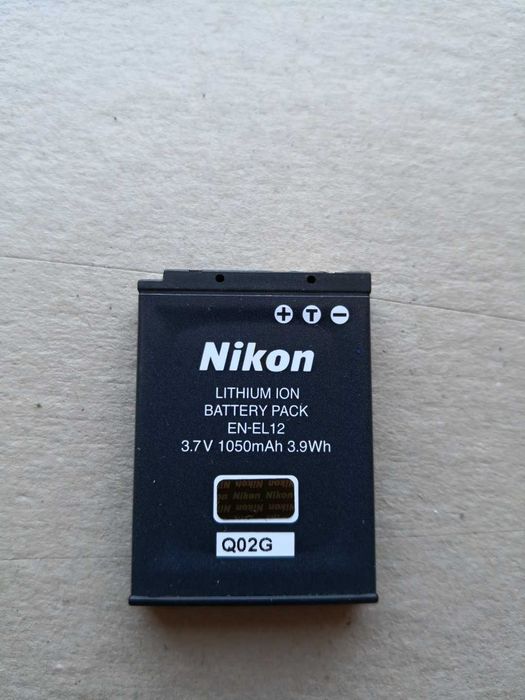 + T -
Nikon
LITHIUM ION
BATTERY PACK
EN-EL12
3.7V 1050mAh 3.9Wh
Nikon Nikon
Q02G